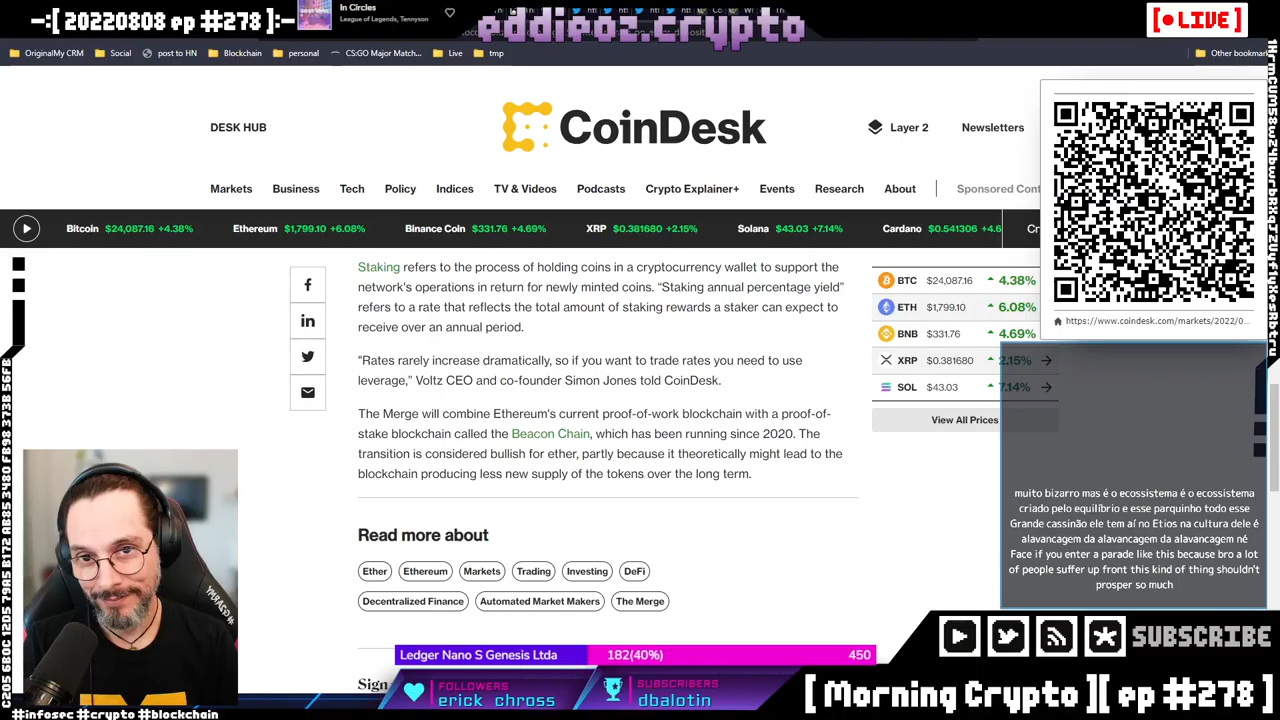 -:[ 20220808 ep #278 ]:-
In Circles
League of Legends, Tennyson
eddieoz.crypto
[ • LIVE ]
OriginalMy CRM
Social
post to HN
Blockchain
personal
CS:GO Major Match...
Live
tmp
Other bookmar
DESK HUB
CoinDesk
Layer 2
Newsletters
Markets Business Tech Policy Indices TV & Videos Podcasts Crypto Explainer+ Events Research About
Sponsored Cont
Bitcoin $24,087.16 +4.38%
Ethereum $1,799.10 +6.08%
Binance Coin $331.76 +4.69%
XRP $0.381680 +2.15%
Solana $43.03 +7.14%
Cardano $0.541306 +4.6
Cr
Staking refers to the process of holding coins in a cryptocurrency wallet to support the
network's operations in return for newly minted coins. “Staking annual percentage yield”
refers to a rate that reflects the total amount of staking rewards a staker can expect to
receive over an annual period.
“Rates rarely increase dramatically, so if you want to trade rates you need to use
leverage,” Voltz CEO and co-founder Simon Jones told CoinDesk.
The Merge will combine Ethereum's current proof-of-work blockchain with a proof-of-
stake blockchain called the Beacon Chain, which has been running since 2020. The
transition is considered bullish for ether, partly because it theoretically might lead to the
blockchain producing less new supply of the tokens over the long term.
Read more about
Ether Ethereum Markets Trading Investing DeFi
Decentralized Finance Automated Market Makers The Merge
Sign
BTC $24,087.16 4.38%
ETH $1,799.10 6.08%
BNB $331.76 4.69%
XRP $0.381680 2.15%
SOL $43.03 7.14%
View All Prices
https://www.coindesk.com/markets/2022/0...
muito bizarro mas é o ecossistema é o ecossistema
criado pelo equilíbrio e esse parquinho todo esse
Grande cassinão ele tem aí no Etios na cultura dele é
alavancagem da alavancagem da alavancagem né
Face if you enter a parade like this because bro a lot
of people suffer up front this kind of thing shouldn't
prosper so much
Ledger Nano S Genesis Ltda 182(40%) 450
FOLLOWERS
erick_chross
SUBSCRIBERS
dbalotin
SUBSCRIBE
[ Morning Crypto ][ ep #278 ]
#infosec #crypto #blockchain